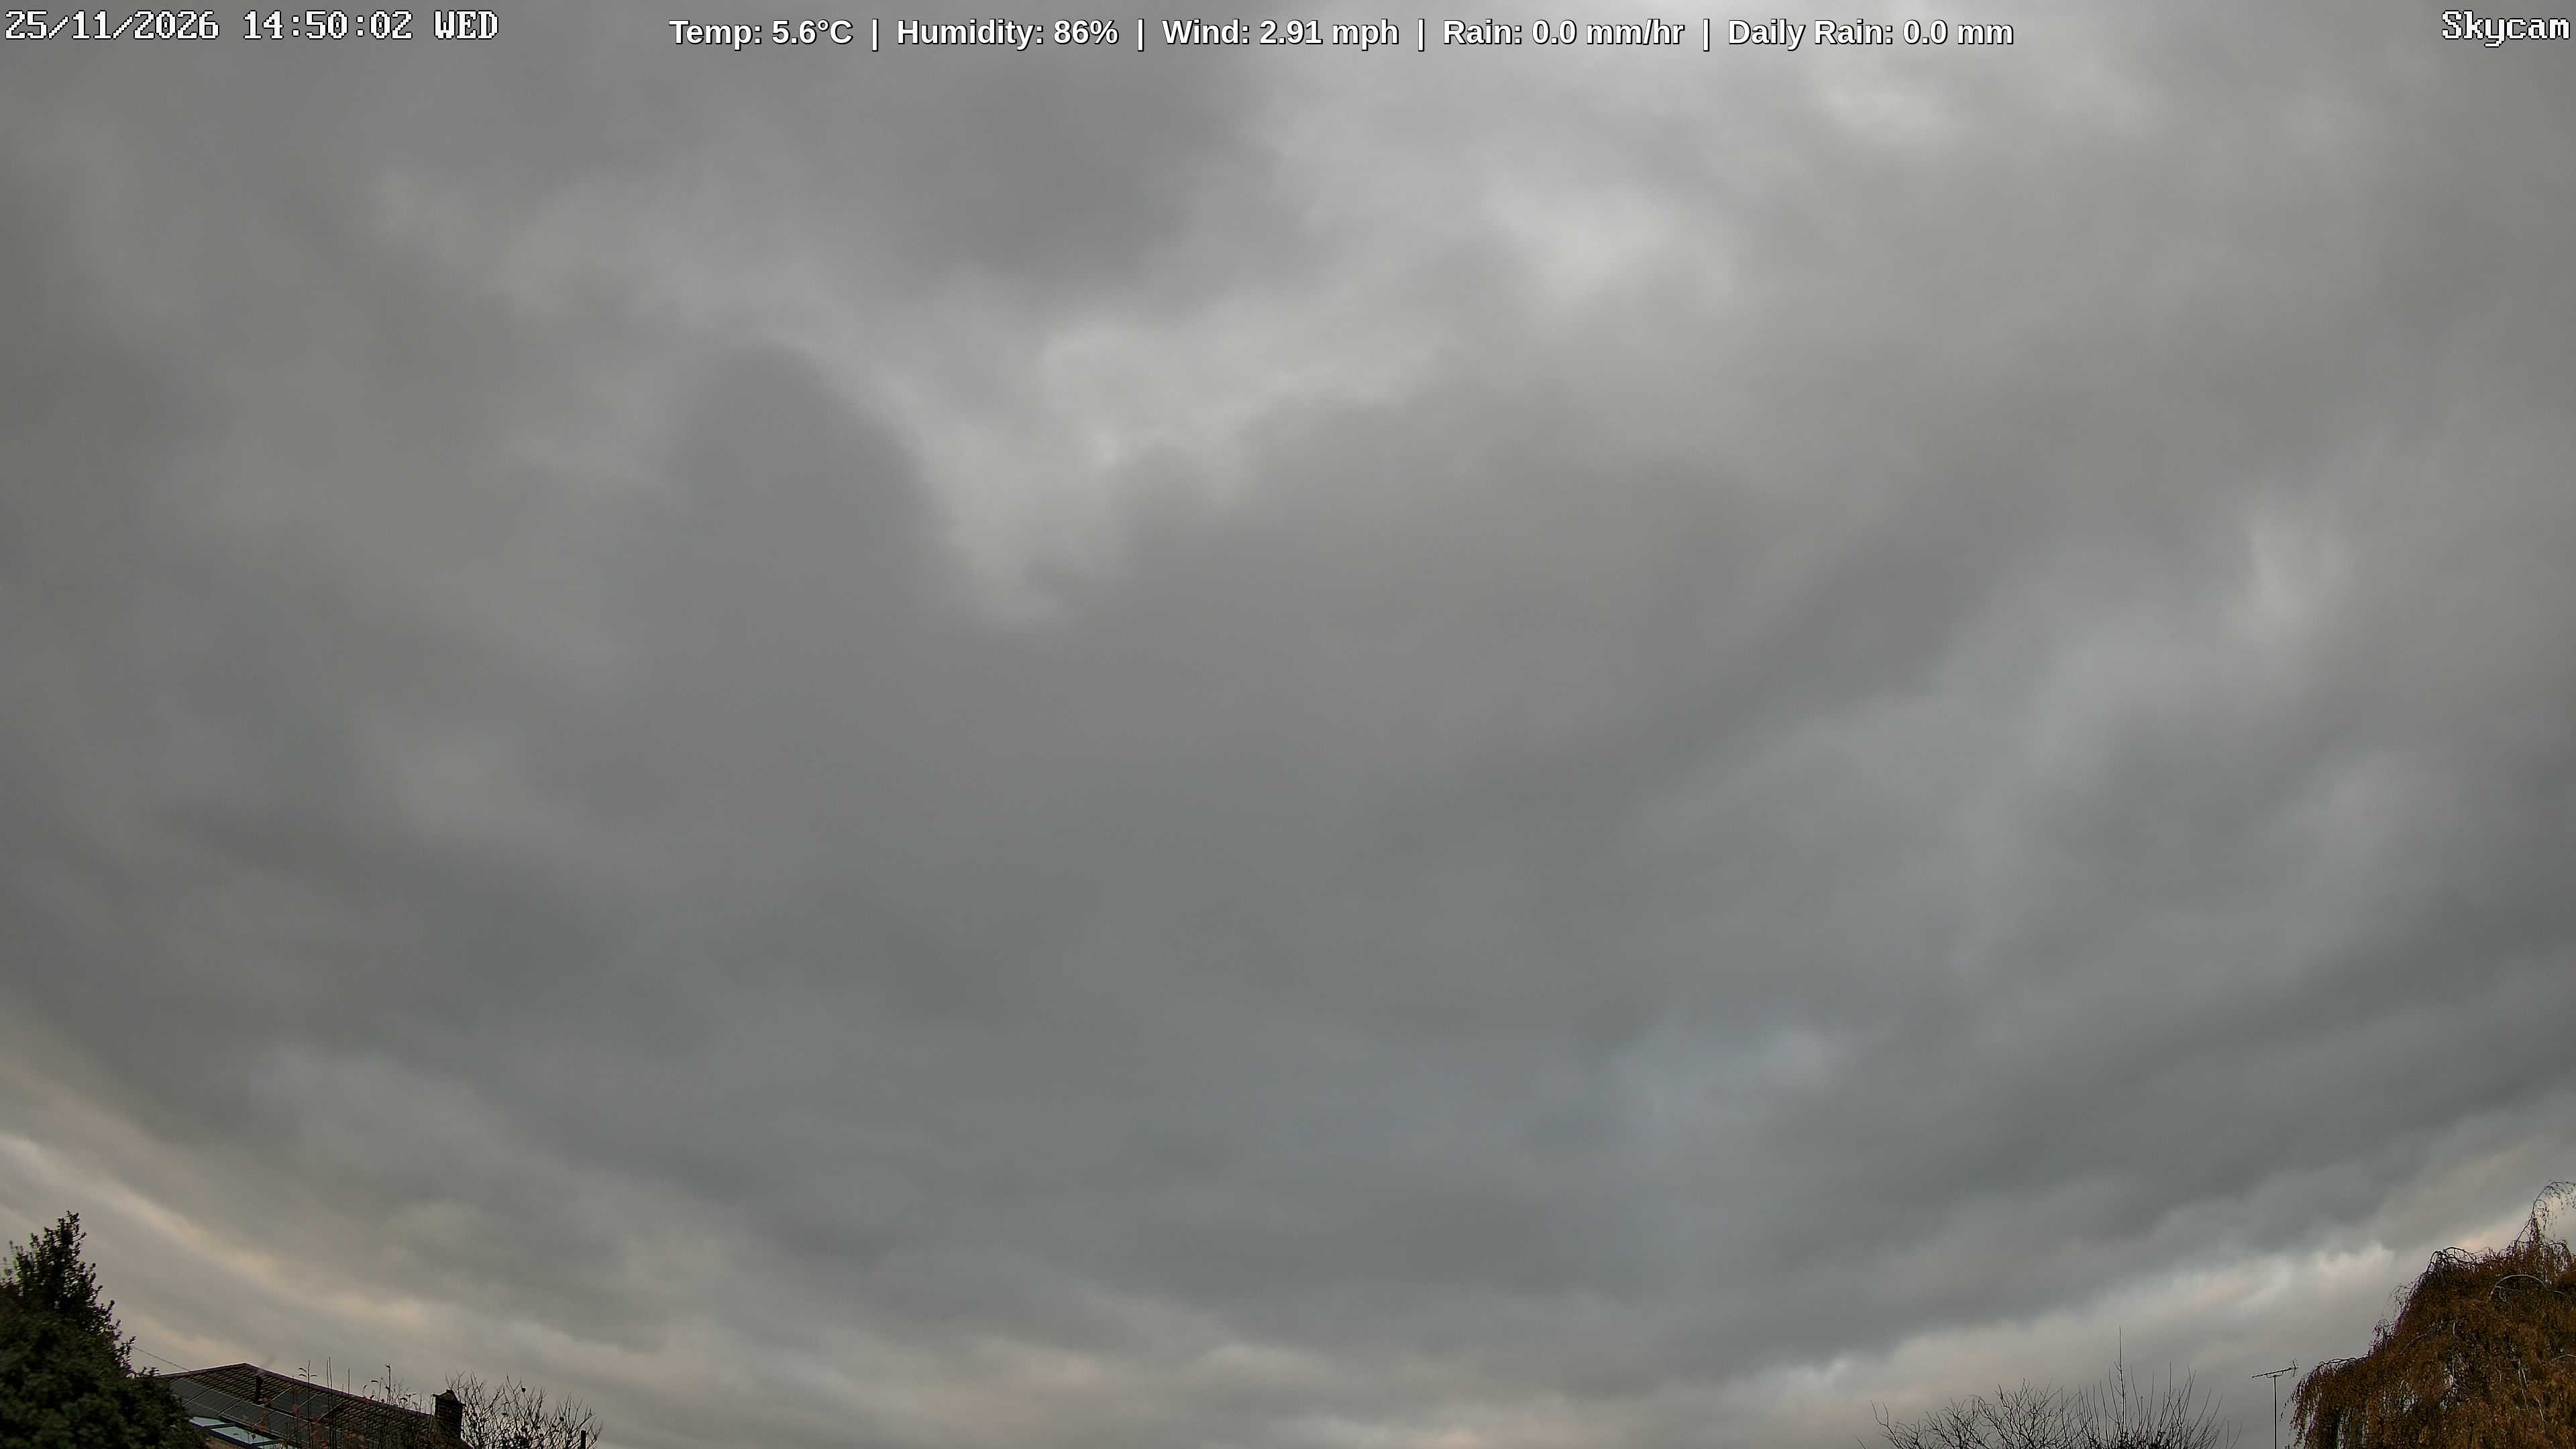 25/11/2026 14:50:02 WED
Temp: 5.6°C | Humidity: 86% | Wind: 2.91 mph | Rain: 0.0 mm/hr | Daily Rain: 0.0 mm
Skycam